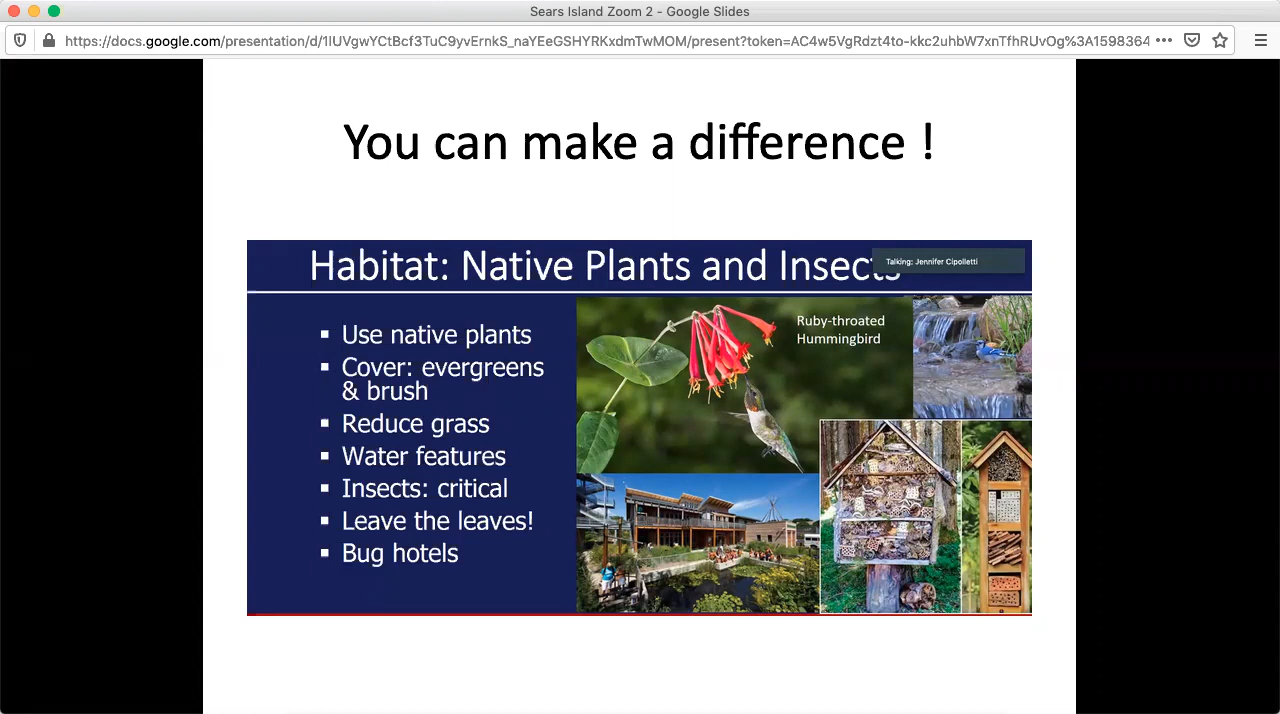 Sears Island Zoom 2 - Google Slides
https://docs.google.com/presentation/d/1IUVgwYCtBcf3TuC9yvErnkS_naYEeGSHYRKxdmTwMOM/present?token=AC4w5VgRdzt4to-kkc2uhbW7xnTfhRUvOg%3A1598364
You can make a difference !
Habitat: Native Plants and Insects
Talking: Jennifer Cipolletti
Use native plants
Cover: evergreens
& brush
Reduce grass
Water features
Insects: critical
Leave the leaves!
Bug hotels
Ruby-throated
Hummingbird